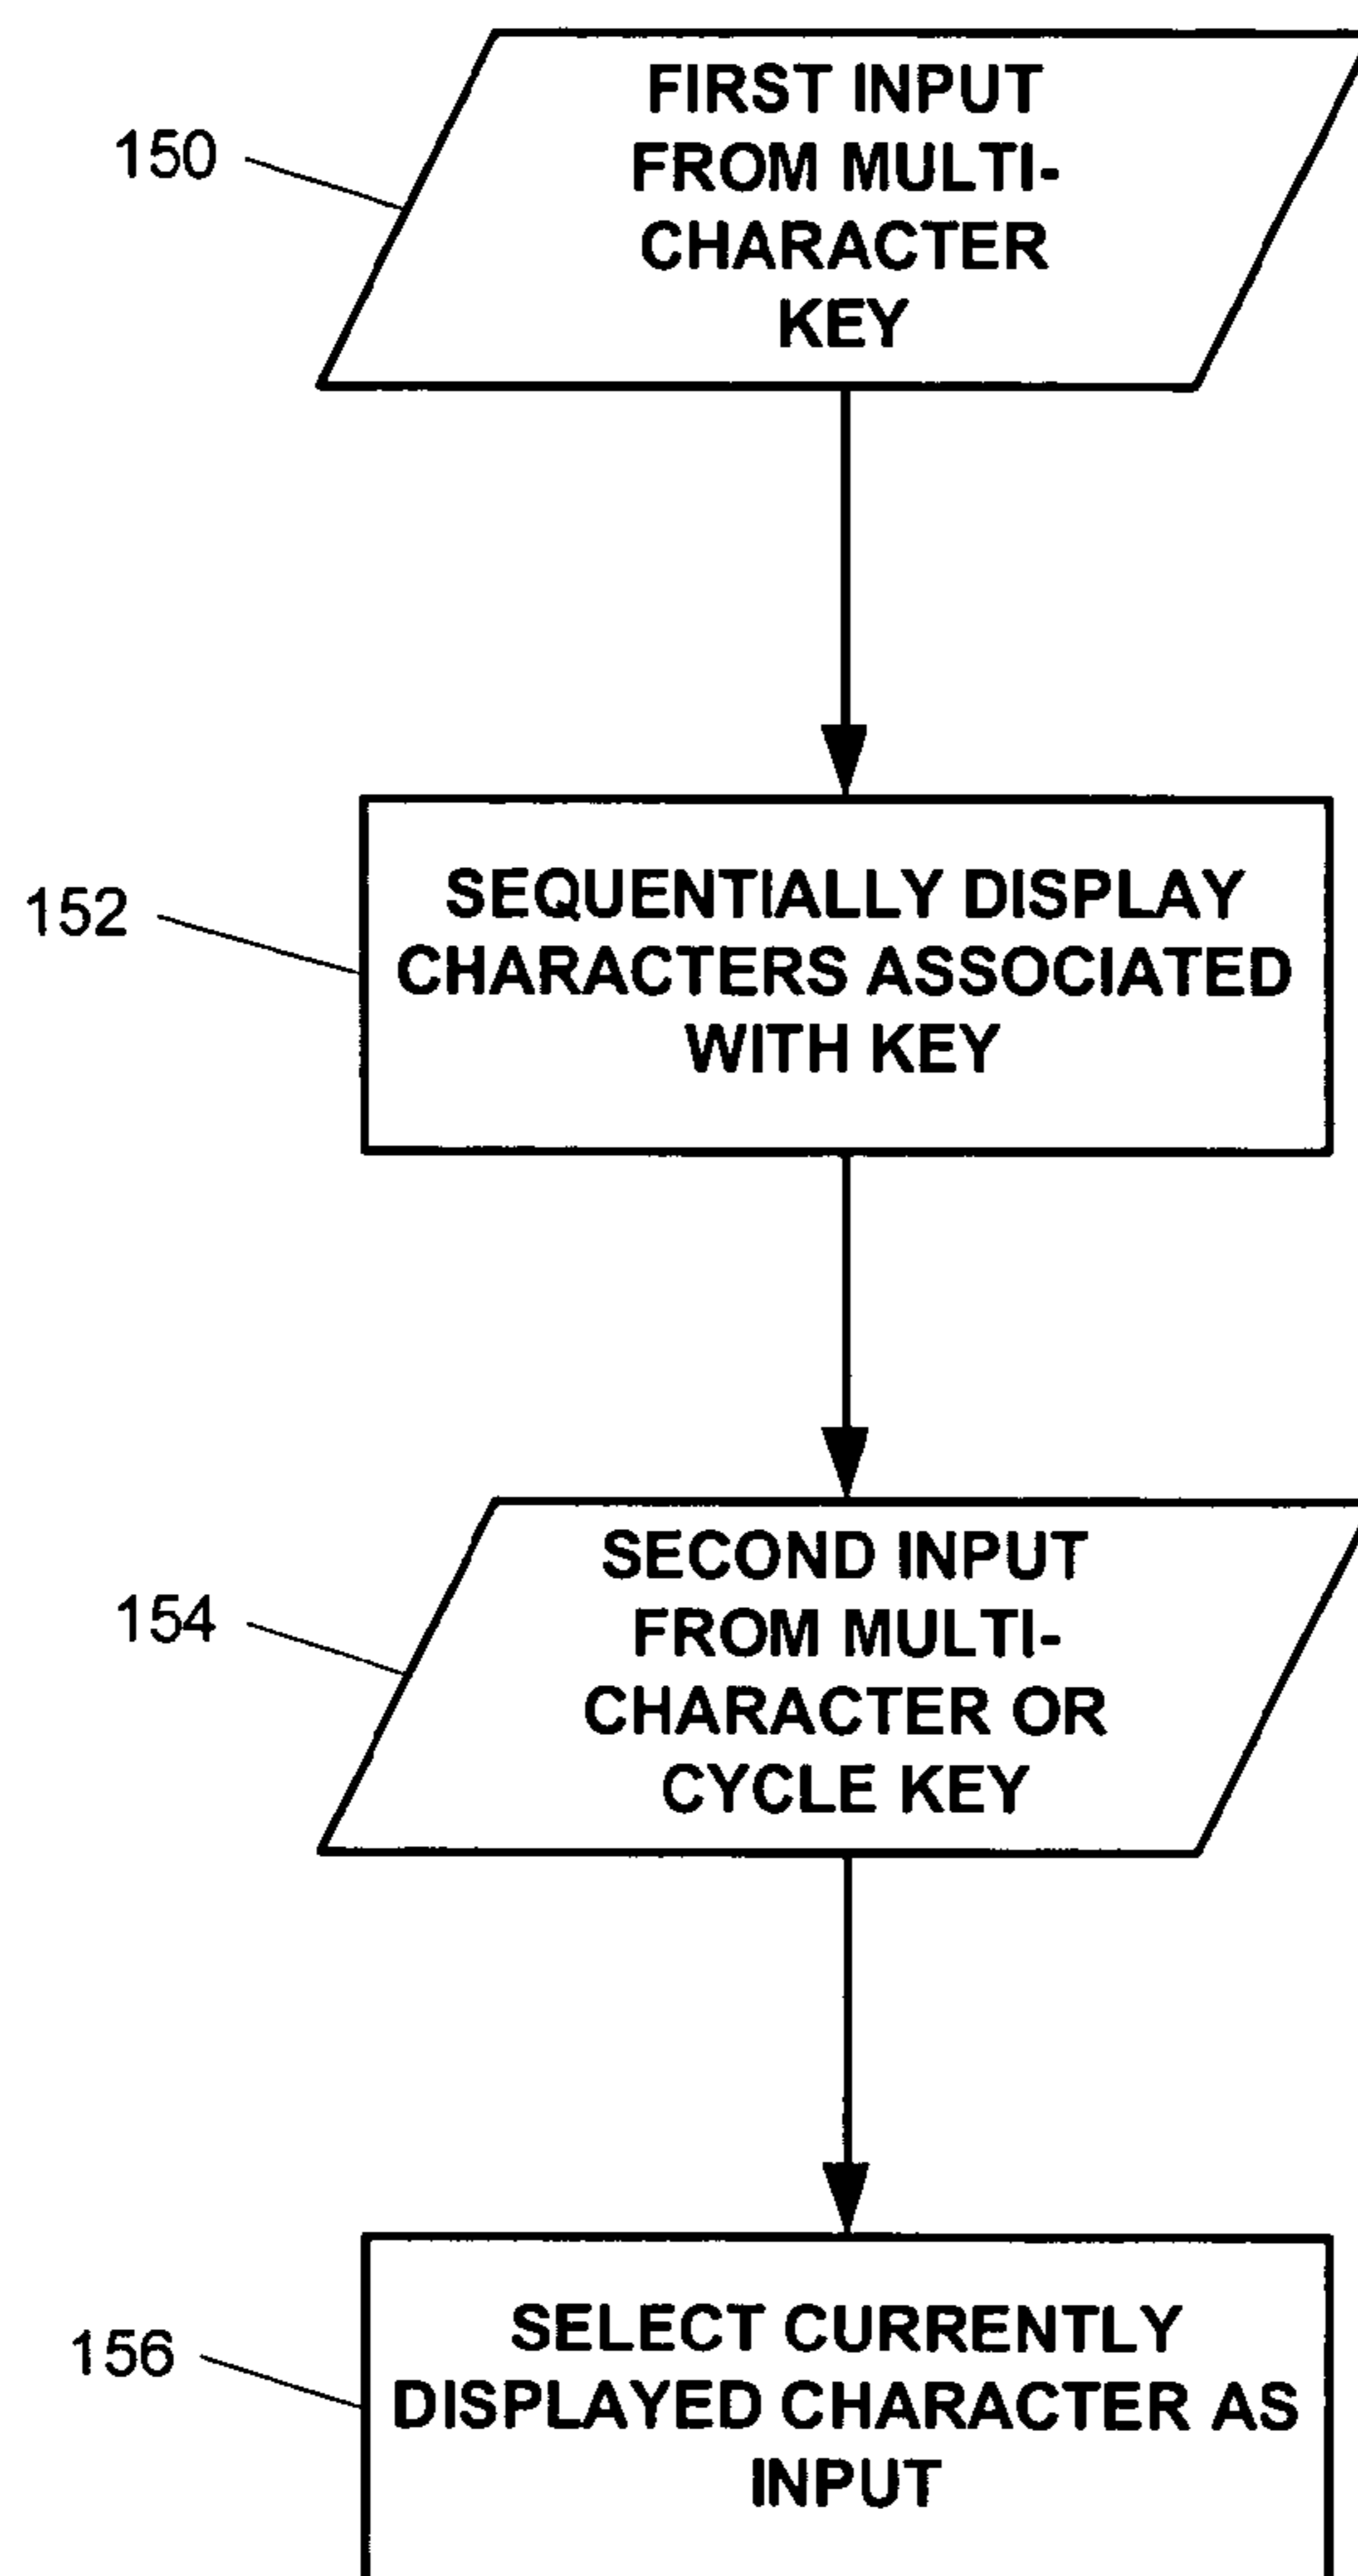 FIRST INPUT
150
FROM MULTI-
CHARACTER
KEY
SEQUENTIALLY DISPLAY
152
CHARACTERS ASSOCIATED
WITH KEY
SECOND INPUT
154
FROM MULTI-
CHARACTER OR
CYCLE KEY
SELECT CURRENTLY
156
DISPLAYED CHARACTER AS
INPUT